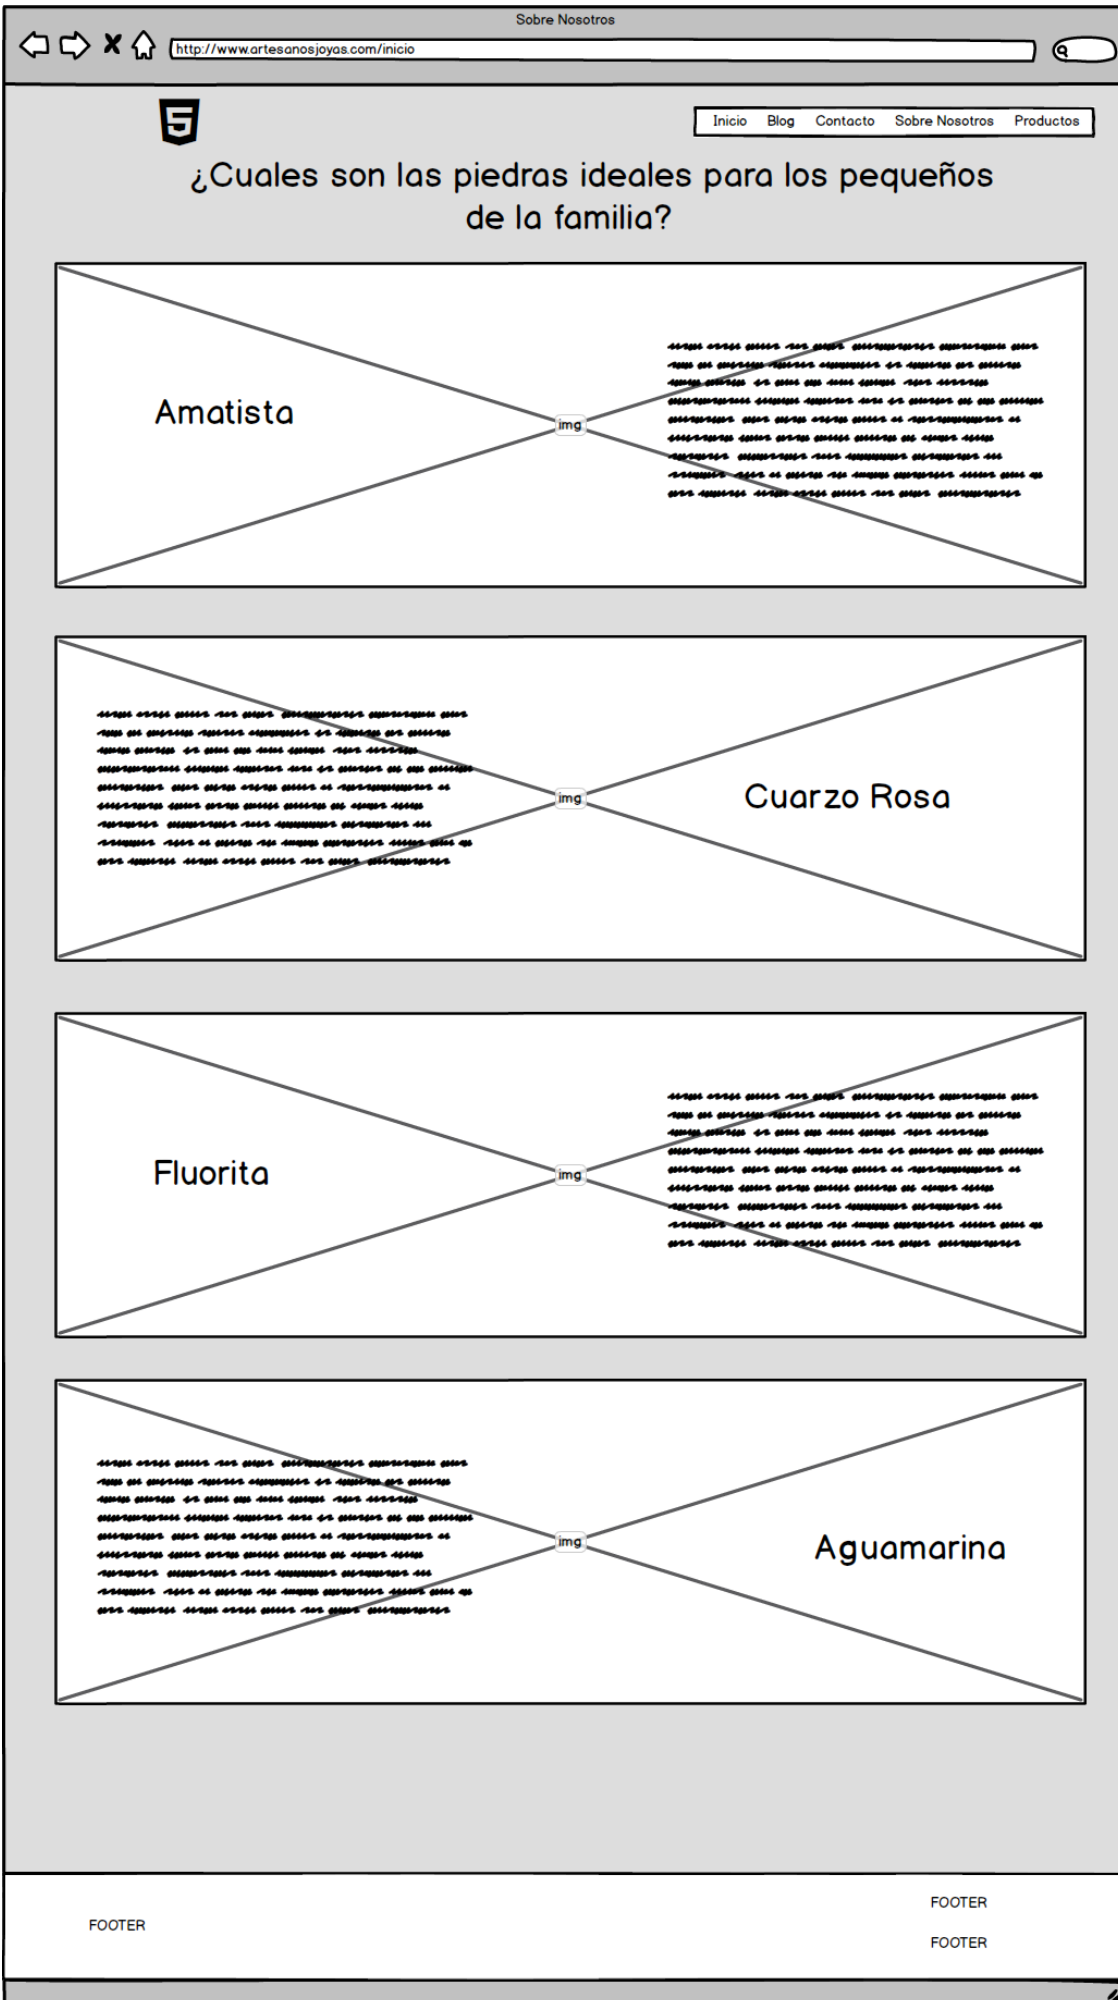 Sobre Nosotros
http://www.artesanosjoyas.com/inicio
5
Inicio Blog Contacto Sobre Nosotros Productos
¿Cuales son las piedras ideales para los pequeños
de la familia?
Amatista
img
img
Cuarzo Rosa
Fluorita
img
img
Aguamarina
FOOTER
FOOTER
FOOTER